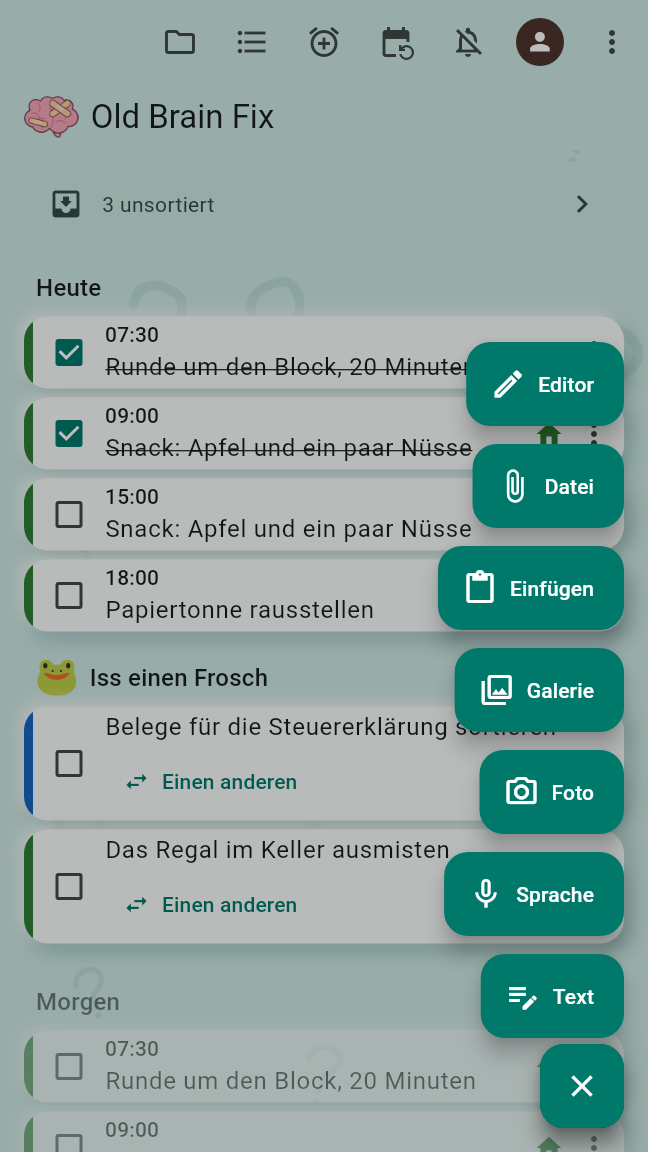 Old Brain Fix
3 unsortiert
Heute
07:30
Runde um den Block, 20 Minuten
Editor
09:00
Snack: Apfel und ein paar Nüsse
Datei
15:00
Snack: Apfel und ein paar Nüsse
18:00
Einfügen
Papiertonne rausstellen
Iss einen Frosch
Galerie
Belege für die Steuererklärung sortieren
Einen anderen
Foto
Das Regal im Keller ausmisten
Einen anderen
Sprache
Morgen
Text
07:30
Runde um den Block, 20 Minuten
09:00